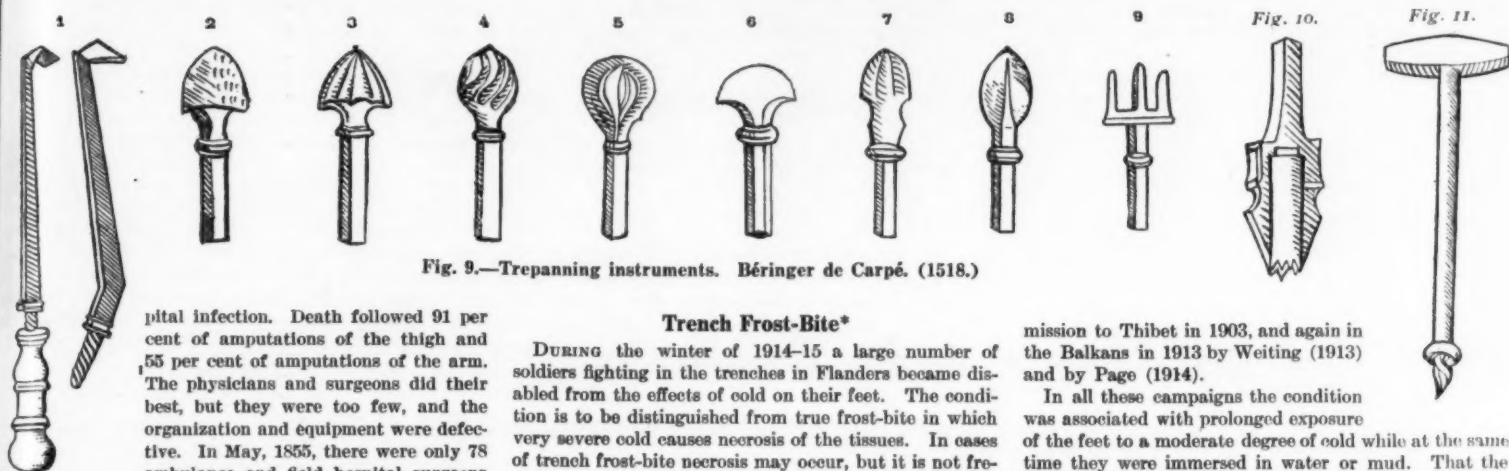 1 2 3 4 5 6 7 8 9 Fig. 10. Fig. 11.
Fig. 9.—Trepanning instruments. Béringer de Carpé. (1518.)
pital infection. Death followed 91 per
cent of amputations of the thigh and
55 per cent of amputations of the arm.
The physicians and surgeons did their
best, but they were too few, and the
organization and equipment were defec-
tive. In May, 1855, there were only 78
ambulance and field hospital surgeons
Trench Frost-Bite*
DURING the winter of 1914–15 a large number of
soldiers fighting in the trenches in Flanders became dis-
abled from the effects of cold on their feet. The condi-
tion is to be distinguished from true frost-bite in which
very severe cold causes necrosis of the tissues. In cases
of trench frost-bite necrosis may occur, but it is not fre-
mission to Thibet in 1903, and again in
the Balkans in 1913 by Weiting (1913)
and by Page (1914).
In all these campaigns the condition
was associated with prolonged exposure
of the feet to a moderate degree of cold while at the same
time they were immersed in water or mud. That the